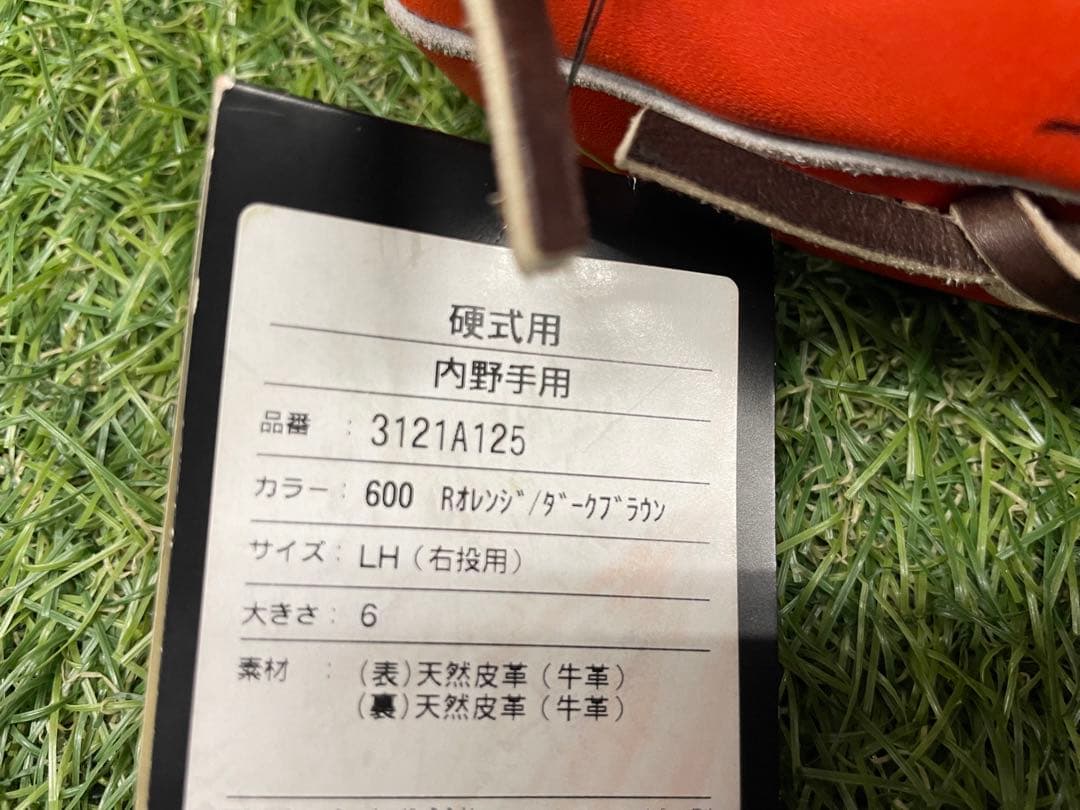 硬式用
内野手用
品番 : 3121A125
カラー : 600 Rオレンジ/ダークブラウン
サイズ : LH (右投用)
大きさ : 6
素材 : (表)天然皮革 (牛革)
(裏)天然皮革 (牛革)